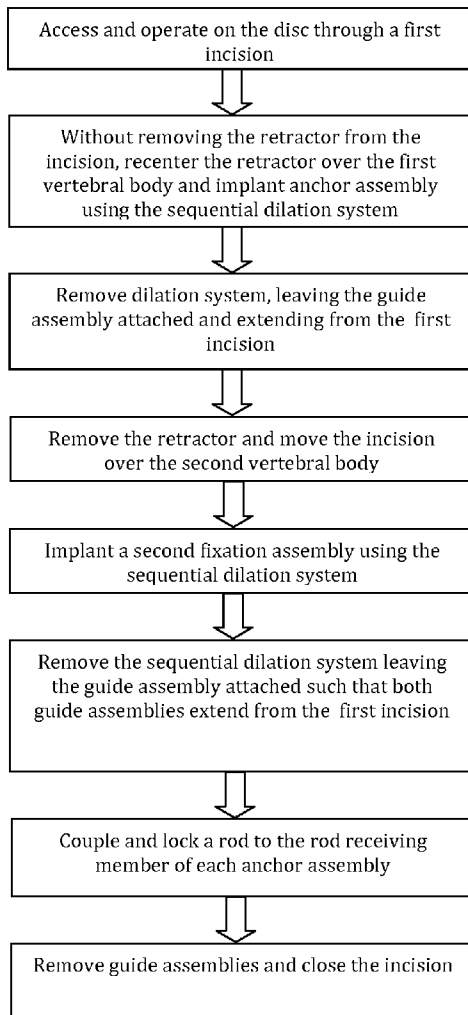 Access and operate on the disc through a first
incision
Without removing the retractor from the
incision, recenter the retractor over the first
vertebral body and implant anchor assembly
using the sequential dilation system
Remove dilation system, leaving the guide
assembly attached and extending from the first
incision
Remove the retractor and move the incision
over the second vertebral body
Implant a second fixation assembly using the
sequential dilation system
Remove the sequential dilation system leaving
the guide assembly attached such that both
guide assemblies extend from the first incision
Couple and lock a rod to the rod receiving
member of each anchor assembly
Remove guide assemblies and close the incision